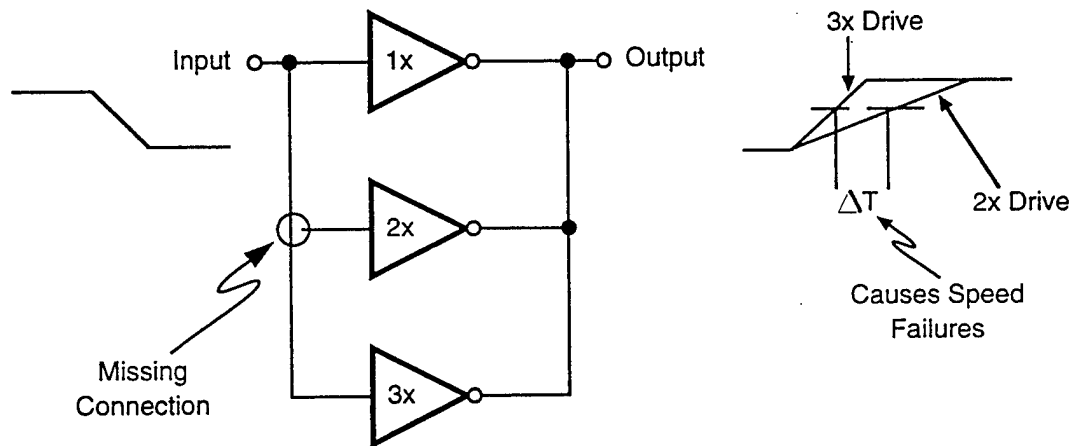 3x Drive
Input
1x
Output
2x
ΔT
2x Drive
Causes Speed
Failures
Missing
Connection
3x